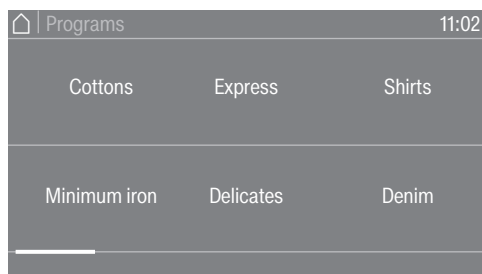 Programs 11:02
Cottons Express Shirts
Minimum iron Delicates Denim